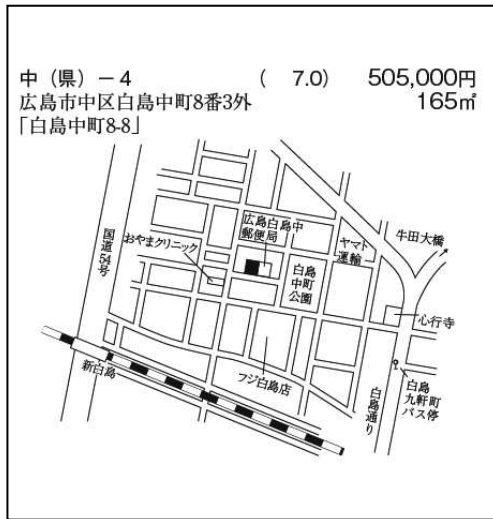 中（県）－4 （ 7.0） 505,000円
広島市中区白島中町8番3外 165㎡
「白島中町8-8」
国道54号
おやまクリニック
広島白島中
郵便局
ヤマト
運輸
牛田大橋
白島
中町
公園
心行寺
新白島
フジ白島店
白島通り
白島
九軒町
バス停